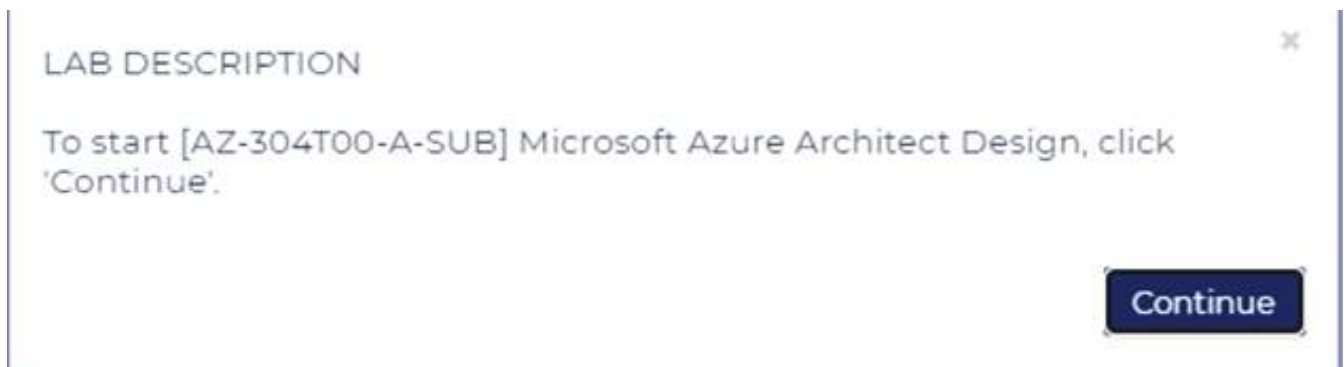 LAB DESCRIPTION
To start [AZ-304T00-A-SUB] Microsoft Azure Architect Design, click
'Continue'.
Continue